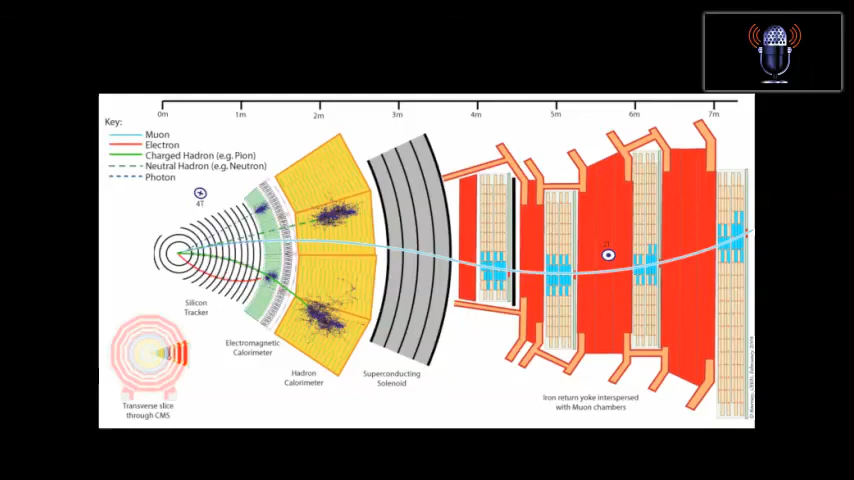 0m 1m 2m 3m 4m 5m 6m 7m
Key:
Muon
Electron
Charged Hadron (e.g. Pion)
Neutral Hadron (e.g. Neutron)
Photon
4T
2T
Silicon
Tracker
Electromagnetic
Calorimeter
Hadron
Calorimeter
Superconducting
Solenoid
Iron return yoke interspersed
with Muon chambers
Transverse slice
through CMS